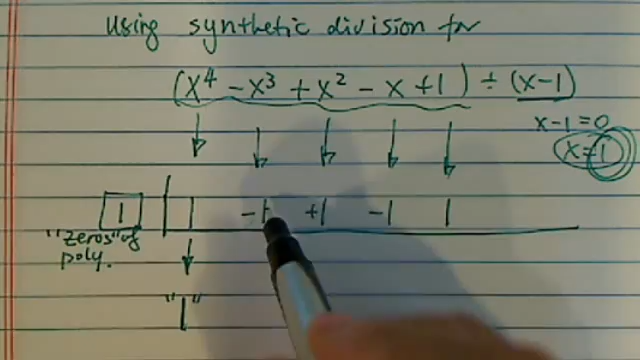 Using synthetic division for
(x⁴ - x³ + x² - x + 1) ÷ (x-1)
x-1=0
x=1
1 1 -1 +1 -1 1
"zeros" of
poly.
"1"